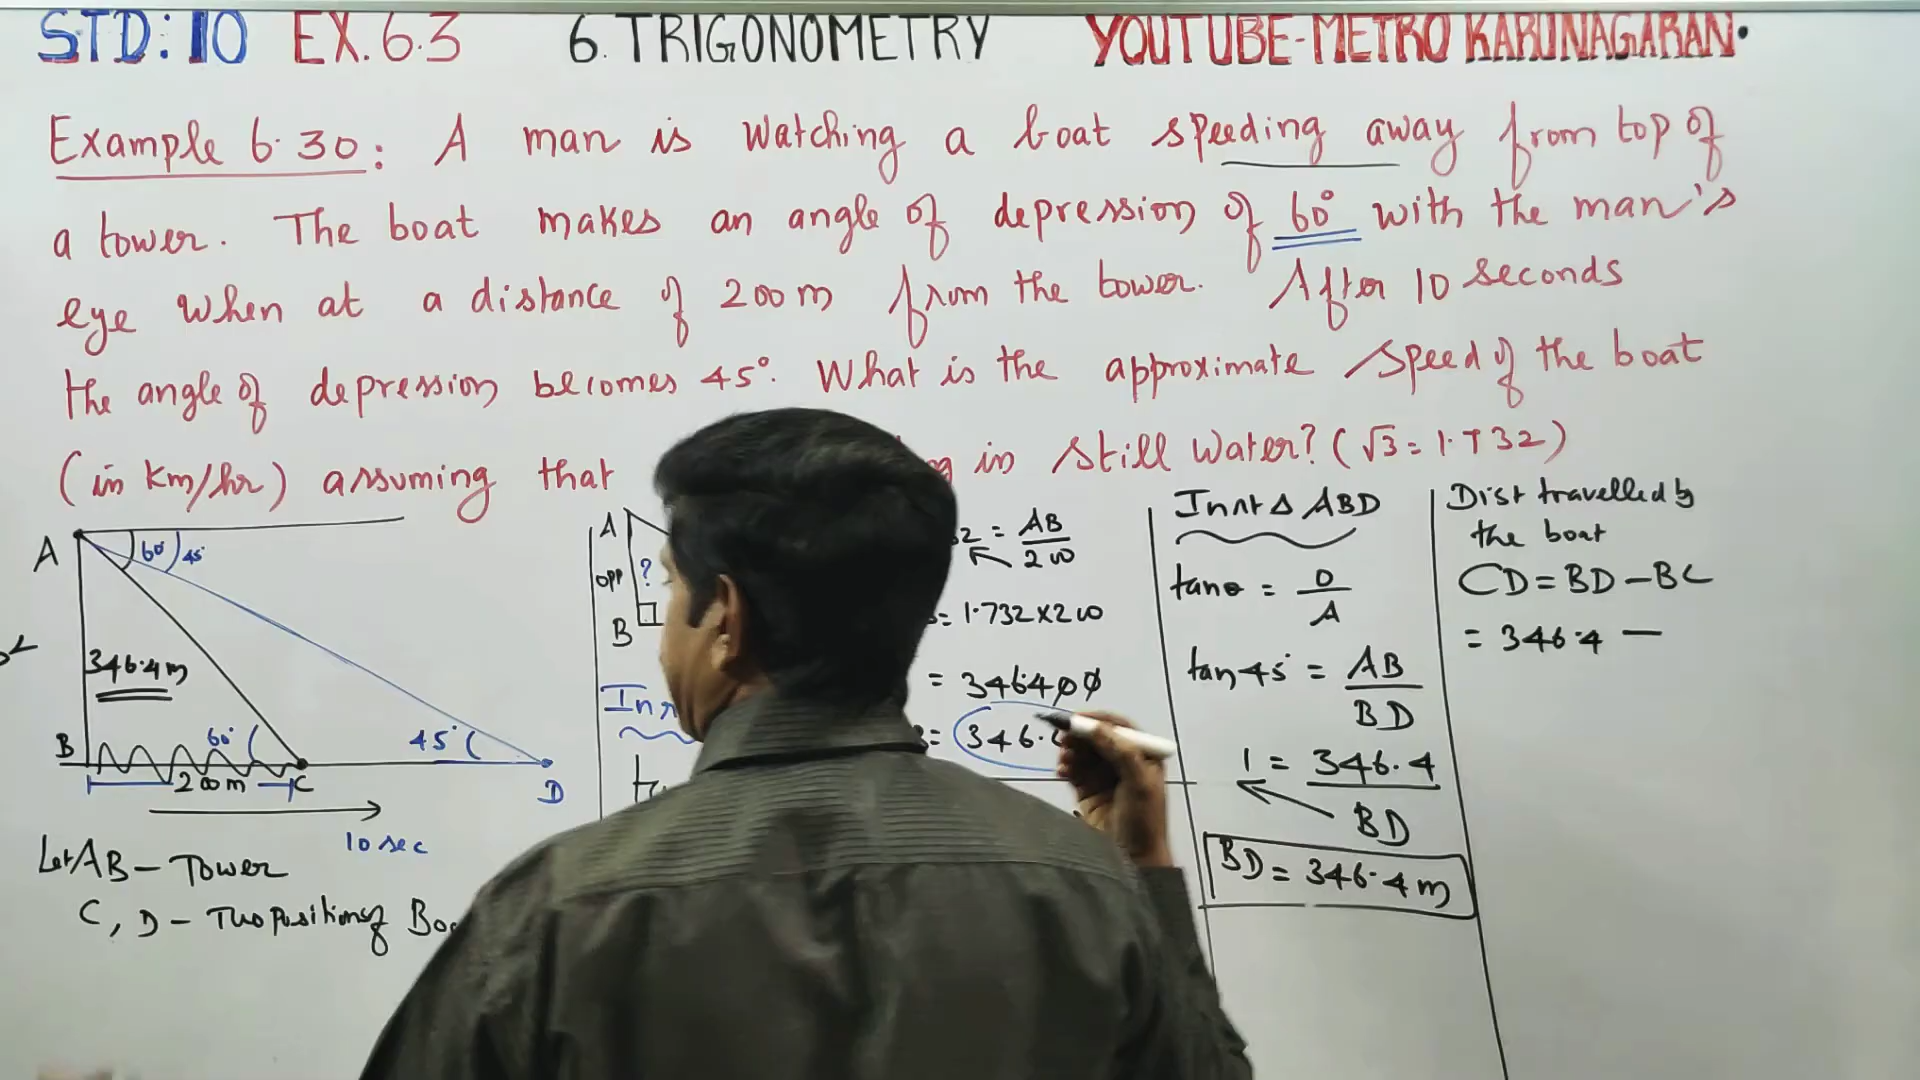 STD: 10 EX. 6.3 6. TRIGONOMETRY YOUTUBE-METRO KARUNAGARAN.
Example 6.30: A man is watching a boat speeding away from top of
a tower. The boat makes an angle of depression of 60° with the man's
eye when at a distance of 200m from the tower. After 10 seconds
the angle of depression becomes 45°. What is the approximate speed of the boat
(in km/hr) assuming that in still water? (√3 = 1.732)
A 60° 45°
346.4m
B 60° 45°
200m C D
10 sec
Let AB - Tower
C, D - Two position of
A
opp ?
B
= AB/200
= 1.732×200
= 346400
= 346.
In rt Δ ABD
tanθ = O/A
tan 45° = AB/BD
1 = 346.4/BD
BD = 346.4m
Dist travelled by
the boat
CD = BD - BC
= 346.4 -